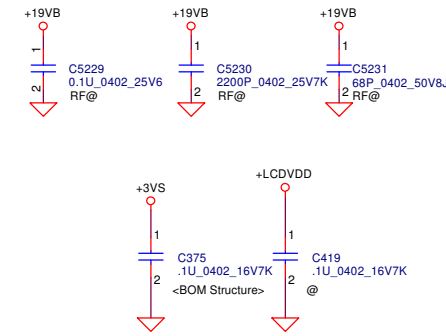 +19VB +19VB +19VB
1 1 1
C5229 C5230 C5231
0.1U_0402_25V6 2200P_0402_25V7K 68P_0402_50V8J
2 RF@ 2 RF@ 2 RF@
+3VS +LCDVDD
1 1
C375 C419
.1U_0402_16V7K .1U_0402_16V7K
2 2
<BOM Structure> @